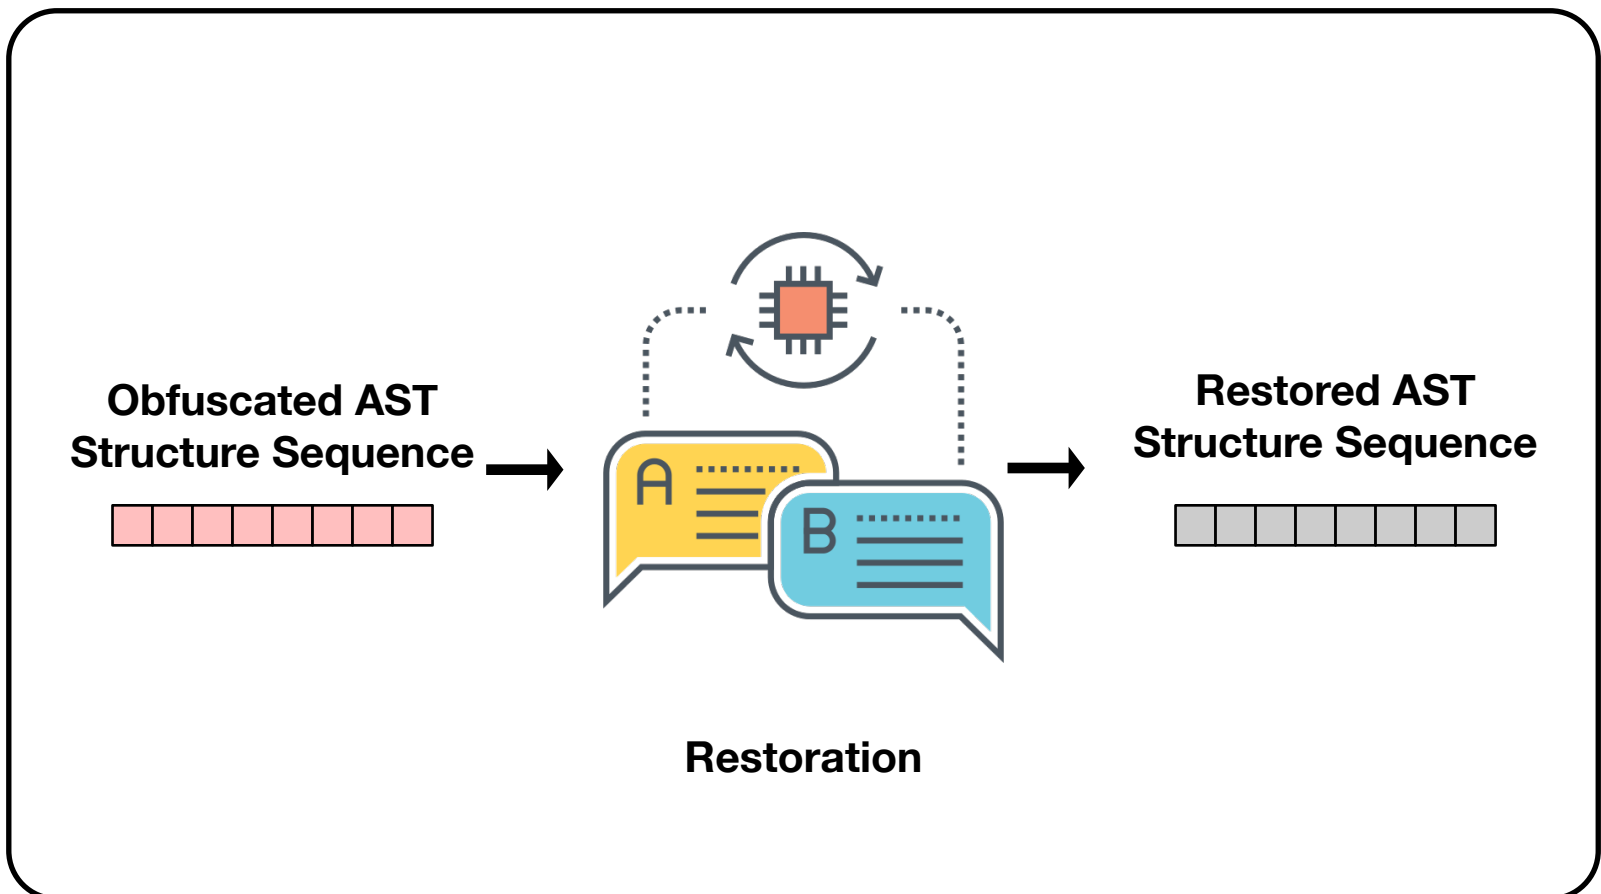 Obfuscated AST
Structure Sequence
A
B
Restoration
Restored AST
Structure Sequence